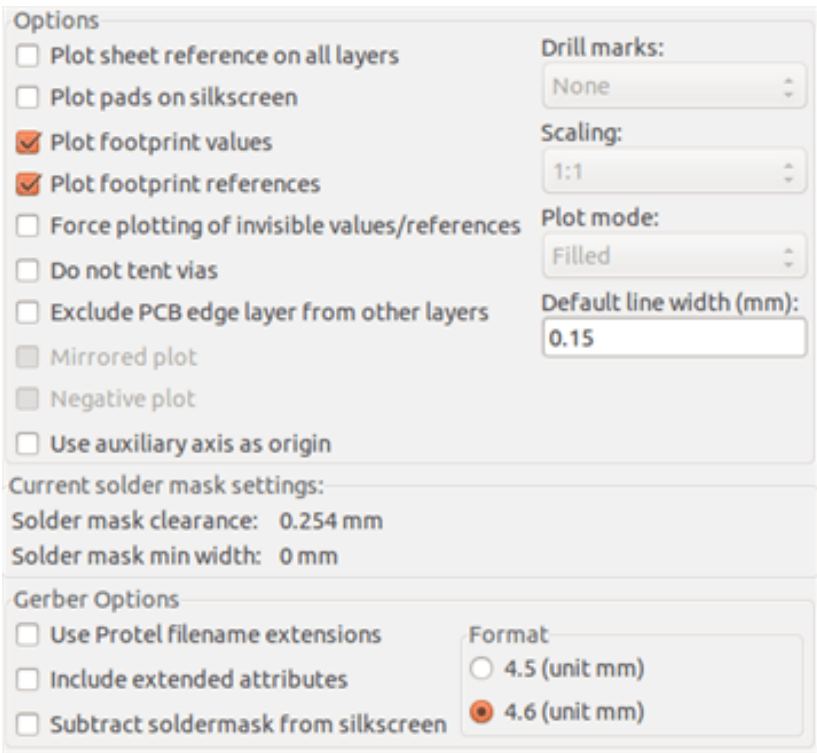 Options
Plot sheet reference on all layers
Plot pads on silkscreen
Plot footprint values
Plot footprint references
Force plotting of invisible values/references
Do not tent vias
Exclude PCB edge layer from other layers
Mirrored plot
Negative plot
Use auxiliary axis as origin
Drill marks:
None
Scaling:
1:1
Plot mode:
Filled
Default line width (mm):
0.15
Current solder mask settings:
Solder mask clearance: 0.254 mm
Solder mask min width: 0 mm
Gerber Options
Use Protel filename extensions
Include extended attributes
Subtract soldermask from silkscreen
Format
4.5 (unit mm)
4.6 (unit mm)